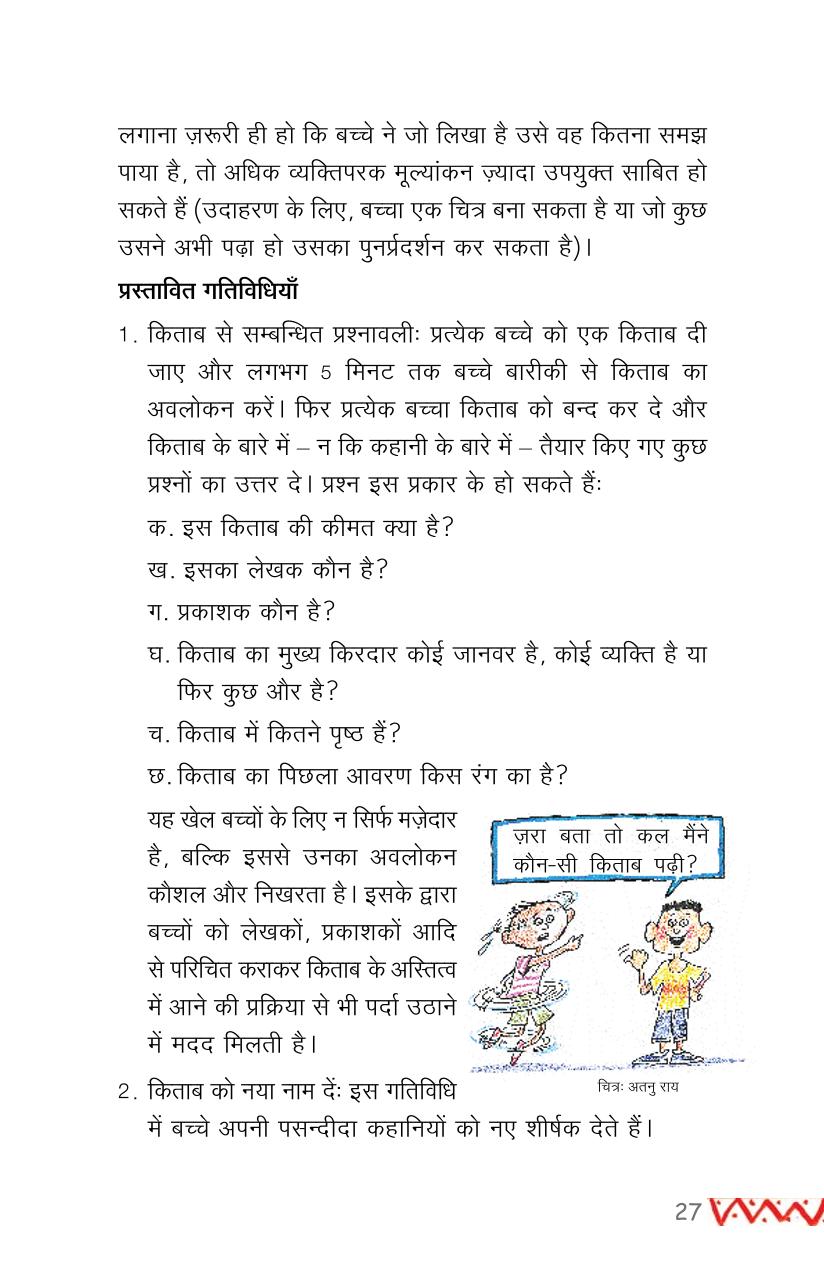 लगाना ज़रूरी ही हो कि बच्चे ने जो लिखा है उसे वह कितना समझ
पाया है, तो अधिक व्यक्तिपरक मूल्यांकन ज़्यादा उपयुक्त साबित हो
सकते हैं (उदाहरण के लिए, बच्चा एक चित्र बना सकता है या जो कुछ
उसने अभी पढ़ा हो उसका पुनर्प्रदर्शन कर सकता है)।
प्रस्तावित गतिविधियाँ
1. किताब से सम्बन्धित प्रश्नावलीः प्रत्येक बच्चे को एक किताब दी
जाए और लगभग 5 मिनट तक बच्चे बारीकी से किताब का
अवलोकन करें। फिर प्रत्येक बच्चा किताब को बन्द कर दे और
किताब के बारे में – न कि कहानी के बारे में – तैयार किए गए कुछ
प्रश्नों का उत्तर दे। प्रश्न इस प्रकार के हो सकते हैंः
क. इस किताब की कीमत क्या है?
ख. इसका लेखक कौन है?
ग. प्रकाशक कौन है?
घ. किताब का मुख्य किरदार कोई जानवर है, कोई व्यक्ति है या
फिर कुछ और है?
च. किताब में कितने पृष्ठ हैं?
छ. किताब का पिछला आवरण किस रंग का है?
यह खेल बच्चों के लिए न सिर्फ मज़ेदार
है, बल्कि इससे उनका अवलोकन
कौशल और निखरता है। इसके द्वारा
बच्चों को लेखकों, प्रकाशकों आदि
से परिचित कराकर किताब के अस्तित्व
में आने की प्रक्रिया से भी पर्दा उठाने
में मदद मिलती है।
ज़रा बता तो कल मैंने
कौन-सी किताब पढ़ी?
चित्रः अतनु राय
2. किताब को नया नाम देंः इस गतिविधि
में बच्चे अपनी पसन्दीदा कहानियों को नए शीर्षक देते हैं।
27